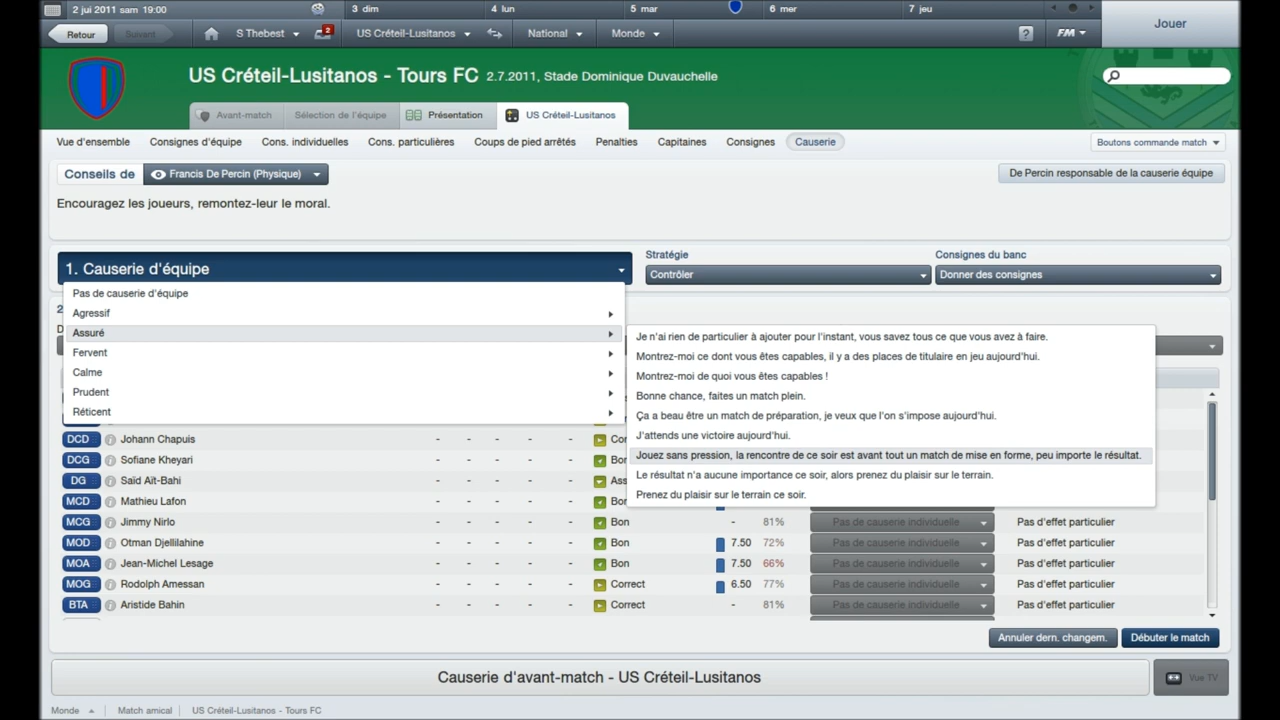 2 jui 2011 sam 19:00 3 dim 4 lun 5 mar 6 mer 7 jeu
Jouer
Retour Suivant S Thebest 2 US Créteil-Lusitanos National Monde ? FM
US Créteil-Lusitanos - Tours FC 2.7.2011, Stade Dominique Duvauchelle
Avant-match Sélection de l'équipe Présentation US Créteil-Lusitanos
Vue d'ensemble Consignes d'équipe Cons. individuelles Cons. particulières Coups de pied arrêtés Penalties Capitaines Consignes Causerie Boutons commande match
Conseils de Francis De Percin (Physique) De Percin responsable de la causerie équipe
Encouragez les joueurs, remontez-leur le moral.
Stratégie Consignes du banc
1. Causerie d'équipe Contrôler Donner des consignes
Pas de causerie d'équipe
2
Agressif
D
Assuré
Fervent
Calme
Prudent
Réticent
Je n'ai rien de particulier à ajouter pour l'instant, vous savez tous ce que vous avez à faire.
Montrez-moi ce dont vous êtes capables, il y a des places de titulaire en jeu aujourd'hui.
Montrez-moi de quoi vous êtes capables !
Bonne chance, faites un match plein.
Ça a beau être un match de préparation, je veux que l'on s'impose aujourd'hui.
J'attends une victoire aujourd'hui.
Jouez sans pression, la rencontre de ce soir est avant tout un match de mise en forme, peu importe le résultat.
Le résultat n'a aucune importance ce soir, alors prenez du plaisir sur le terrain.
Prenez du plaisir sur le terrain ce soir.
DCD Johann Chapuis - - - - - Co
DCG Sofiane Kheyari - - - - - Bon
DG Saïd Aït-Bahi - - - - - Ass
MCD Mathieu Lafon - - - - - Bo
MCG Jimmy Nirlo - - - - - Bon - 81% Pas de causerie individuelle Pas d'effet particulier
MOD Otman Djellilahine - - - - - Bon 7.50 72% Pas de causerie individuelle Pas d'effet particulier
MOA Jean-Michel Lesage - - - - - Bon 7.50 66% Pas de causerie individuelle Pas d'effet particulier
MOG Rodolph Amessan - - - - - Correct 6.50 77% Pas de causerie individuelle Pas d'effet particulier
BTA Aristide Bahin - - - - - Correct - 81% Pas de causerie individuelle Pas d'effet particulier
Annuler dern. changem. Débuter le match
Causerie d'avant-match - US Créteil-Lusitanos Vue TV
Monde Match amical US Créteil-Lusitanos - Tours FC